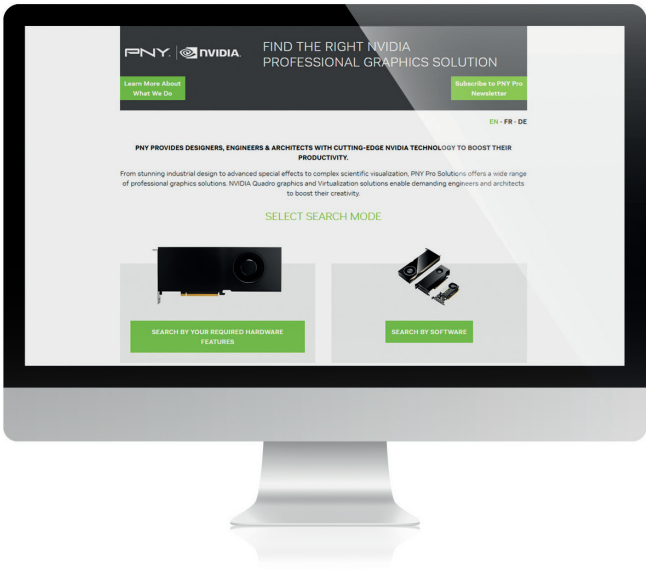 PNY. NVIDIA.
FIND THE RIGHT NVIDIA
PROFESSIONAL GRAPHICS SOLUTION
Learn More About
What We Do
Subscribe to PNY Pro
Newsletter
EN - FR - DE
PNY PROVIDES DESIGNERS, ENGINEERS & ARCHITECTS WITH CUTTING-EDGE NVIDIA TECHNOLOGY TO BOOST THEIR
PRODUCTIVITY.
From stunning industrial design to advanced special effects to complex scientific visualization, PNY Pro Solutions offers a wide range
of professional graphics solutions. NVIDIA Quadro graphics and Virtualization solutions enable demanding engineers and architects
to boost their creativity.
SELECT SEARCH MODE
SEARCH BY YOUR REQUIRED HARDWARE
FEATURES
SEARCH BY SOFTWARE